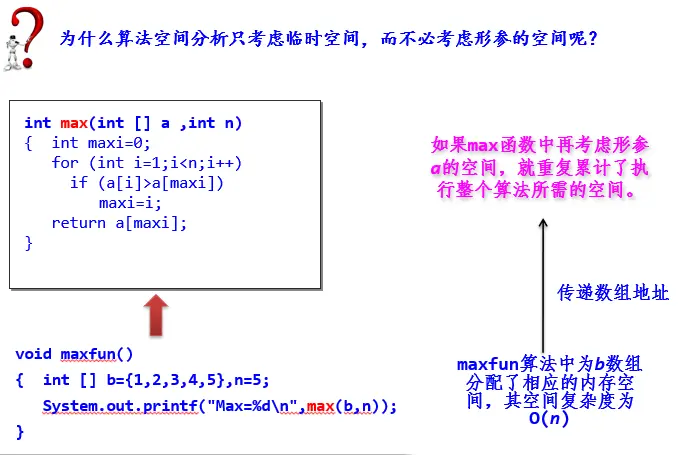 为什么算法空间分析只考虑临时空间，而不必考虑形参的空间呢？
int max(int [] a ,int n)
{  int maxi=0;
   for (int i=1;i<n;i++)
     if (a[i]>a[maxi])
        maxi=i;
   return a[maxi];
}
void maxfun()
{  int [] b={1,2,3,4,5},n=5;
   System.out.printf("Max=%d\n",max(b,n));
}
如果max函数中再考虑形参
a的空间，就重复累计了执
行整个算法所需的空间。
传递数组地址
maxfun算法中为b数组
分配了相应的内存空
间，其空间复杂度为
O(n)